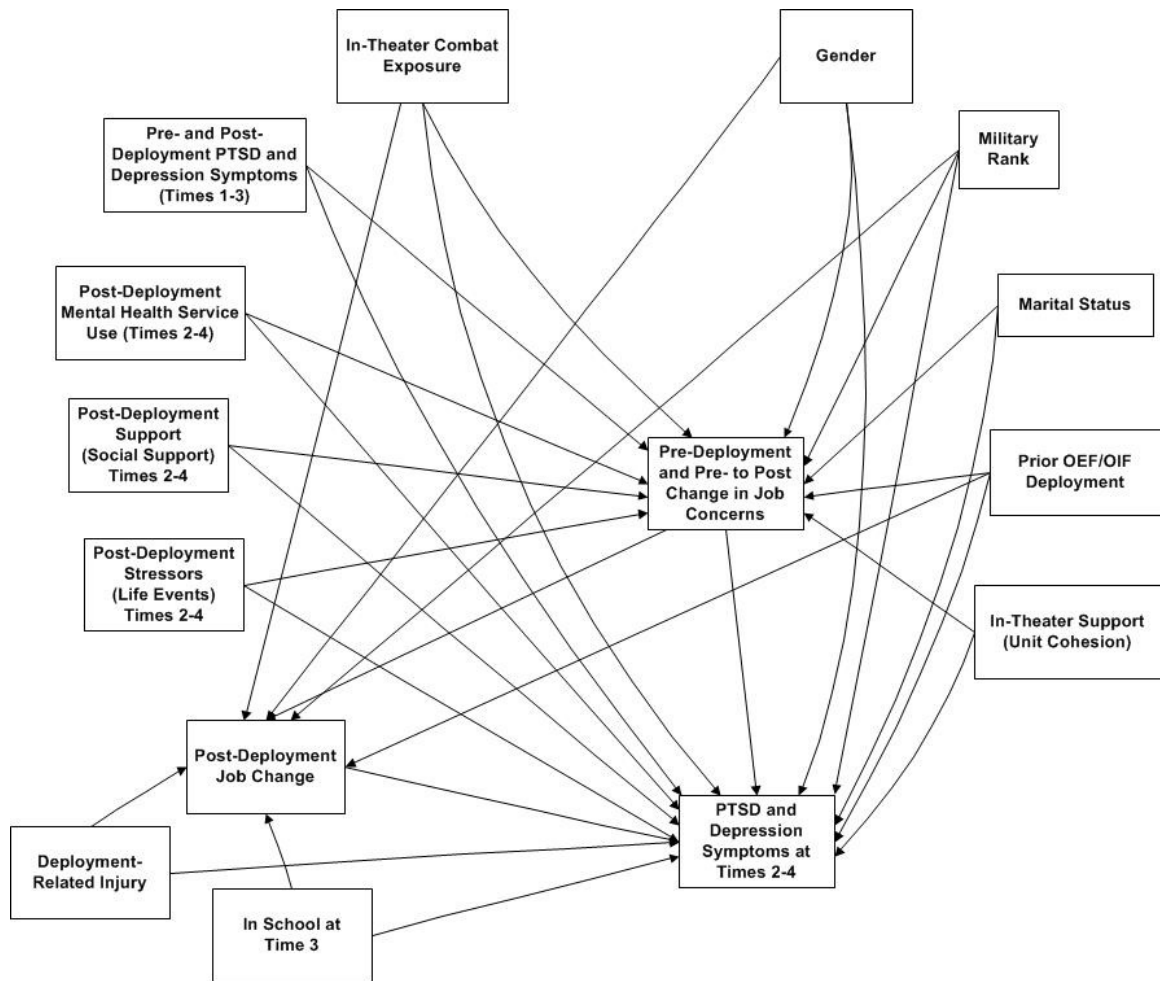 In-Theater Combat
Exposure
Gender
Pre- and Post-
Deployment PTSD and
Depression Symptoms
(Times 1-3)
Military
Rank
Post-Deployment
Mental Health Service
Use (Times 2-4)
Marital Status
Post-Deployment
Support
(Social Support)
Times 2-4
Pre-Deployment
and Pre- to Post
Change in Job
Concerns
Prior OEF/OIF
Deployment
Post-Deployment
Stressors
(Life Events)
Times 2-4
In-Theater Support
(Unit Cohesion)
Post-Deployment
Job Change
PTSD and
Depression
Symptoms at
Times 2-4
Deployment-
Related Injury
In School at
Time 3